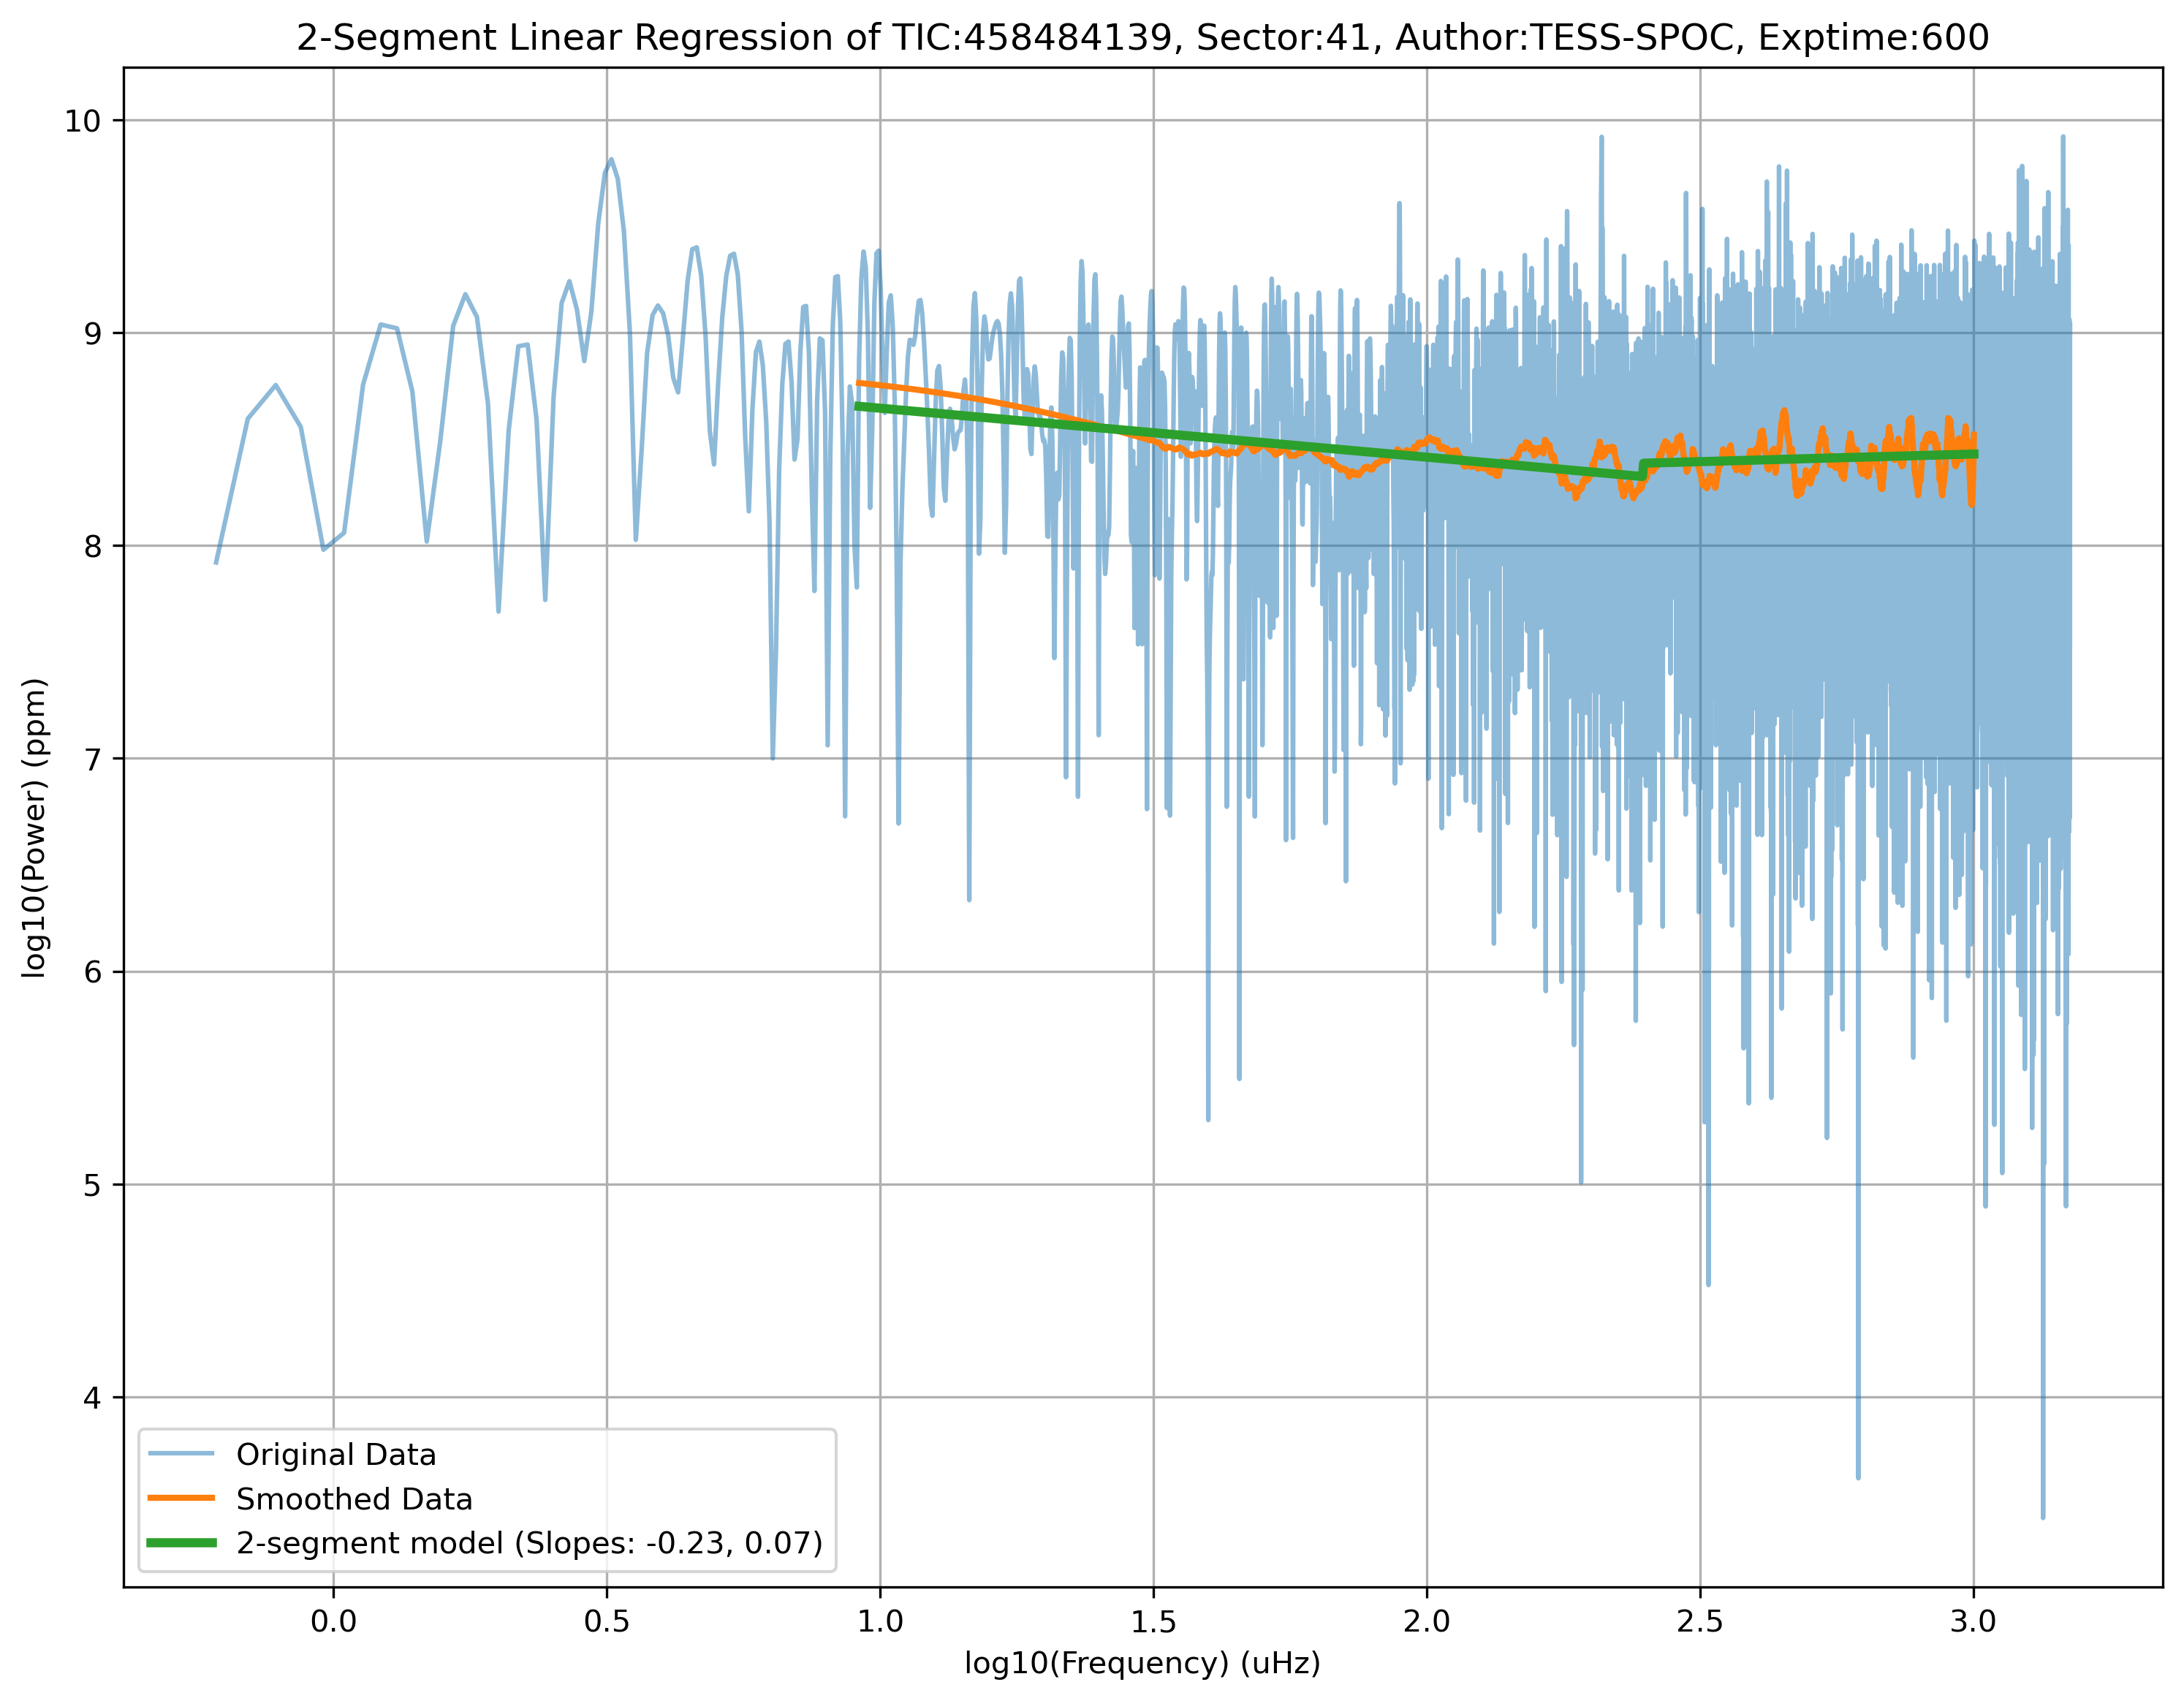 2-Segment Linear Regression of TIC:458484139, Sector:41, Author:TESS-SPOC, Exptime:600
log10(Power) (ppm)
10
9
8
7
6
5
4
Original Data
Smoothed Data
2-segment model (Slopes: -0.23, 0.07)
0.0 0.5 1.0 1.5 2.0 2.5 3.0
log10(Frequency) (uHz)